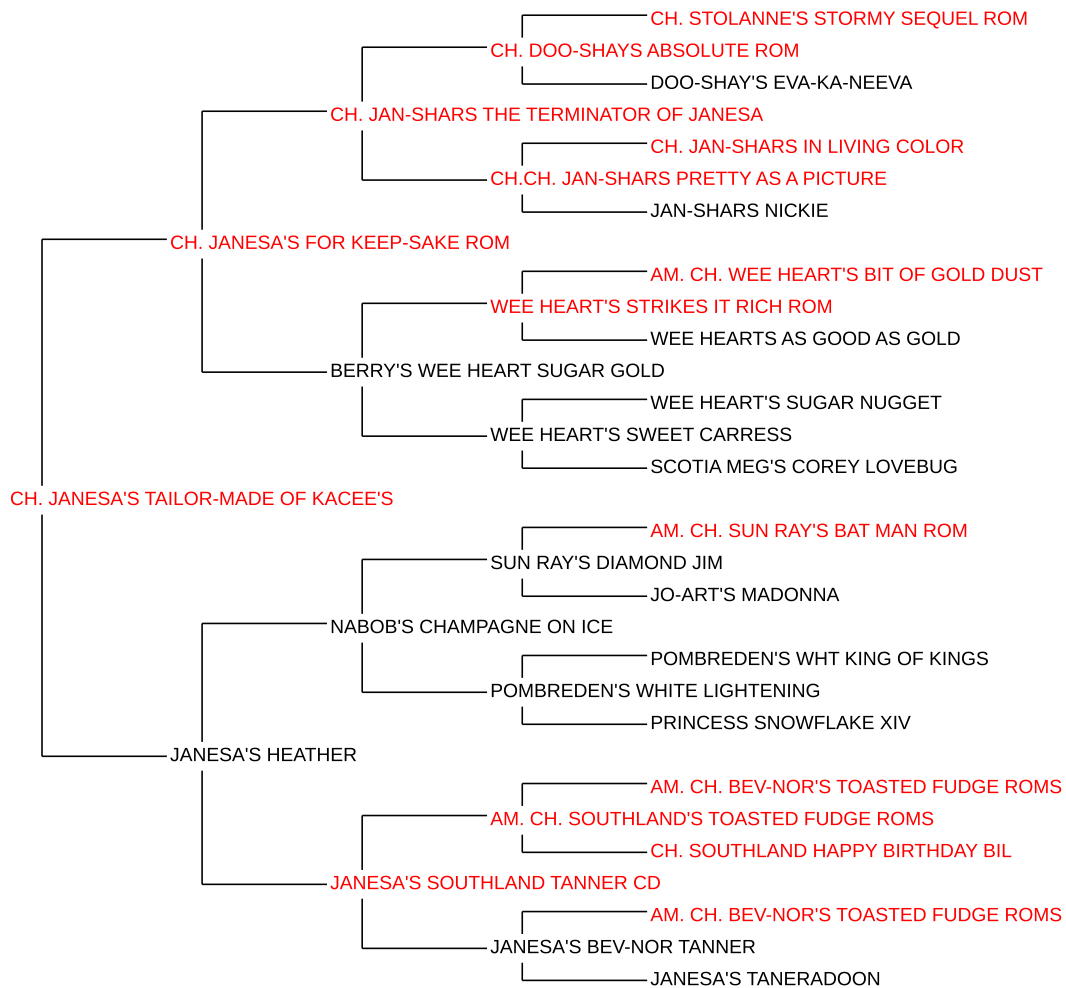 CH. STOLANNE'S STORMY SEQUEL ROM
CH. DOO-SHAYS ABSOLUTE ROM
DOO-SHAY'S EVA-KA-NEEVA
CH. JAN-SHARS THE TERMINATOR OF JANESA
CH. JAN-SHARS IN LIVING COLOR
CH.CH. JAN-SHARS PRETTY AS A PICTURE
JAN-SHARS NICKIE
CH. JANESA'S FOR KEEP-SAKE ROM
AM. CH. WEE HEART'S BIT OF GOLD DUST
WEE HEART'S STRIKES IT RICH ROM
WEE HEARTS AS GOOD AS GOLD
BERRY'S WEE HEART SUGAR GOLD
WEE HEART'S SUGAR NUGGET
WEE HEART'S SWEET CARRESS
SCOTIA MEG'S COREY LOVEBUG
CH. JANESA'S TAILOR-MADE OF KACEE'S
AM. CH. SUN RAY'S BAT MAN ROM
SUN RAY'S DIAMOND JIM
JO-ART'S MADONNA
NABOB'S CHAMPAGNE ON ICE
POMBREDEN'S WHT KING OF KINGS
POMBREDEN'S WHITE LIGHTENING
PRINCESS SNOWFLAKE XIV
JANESA'S HEATHER
AM. CH. BEV-NOR'S TOASTED FUDGE ROMS
AM. CH. SOUTHLAND'S TOASTED FUDGE ROMS
CH. SOUTHLAND HAPPY BIRTHDAY BIL
JANESA'S SOUTHLAND TANNER CD
AM. CH. BEV-NOR'S TOASTED FUDGE ROMS
JANESA'S BEV-NOR TANNER
JANESA'S TANERADOON